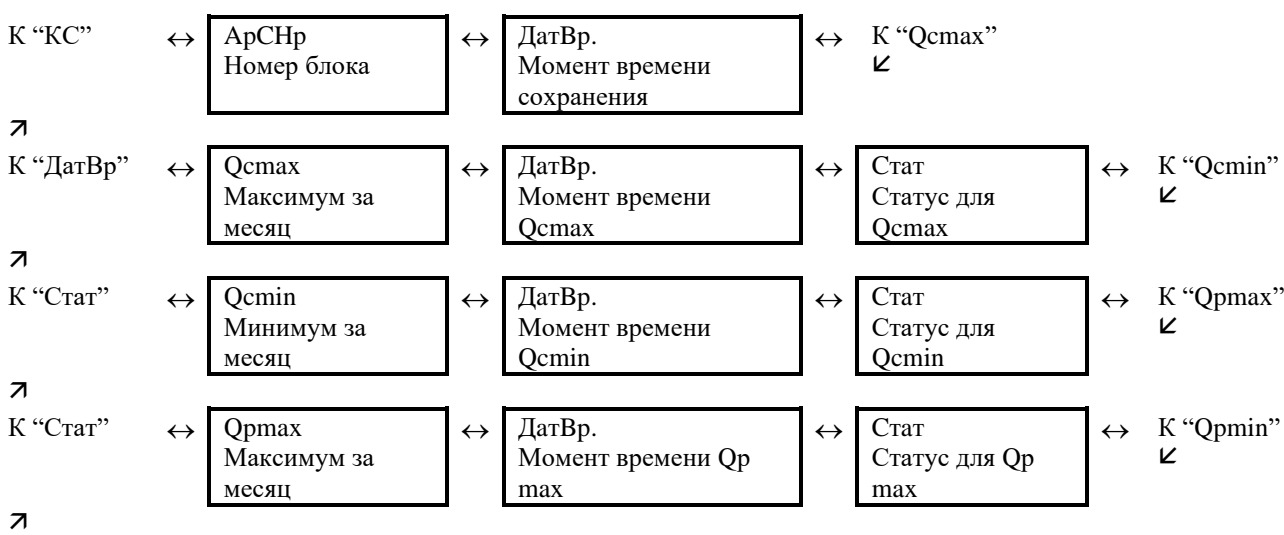 К “КС” ↔ АрСНр ↔ ДатВр. ↔ К “Qcmax”
Номер блока Момент времени ↙
сохранения
↗
К “ДатВр” ↔ Qcmax ↔ ДатВр. ↔ Стат ↔ К “Qcmin”
Максимум за Момент времени Статус для ↙
месяц Qcmax Qcmax
↗
К “Стат” ↔ Qcmin ↔ ДатВр. ↔ Стат ↔ К “Qpmax”
Минимум за Момент времени Статус для ↙
месяц Qcmin Qcmin
↗
К “Стат” ↔ Qpmax ↔ ДатВр. ↔ Стат ↔ К “Qpmin”
Максимум за Момент времени Qp Статус для Qp ↙
месяц max max
↗